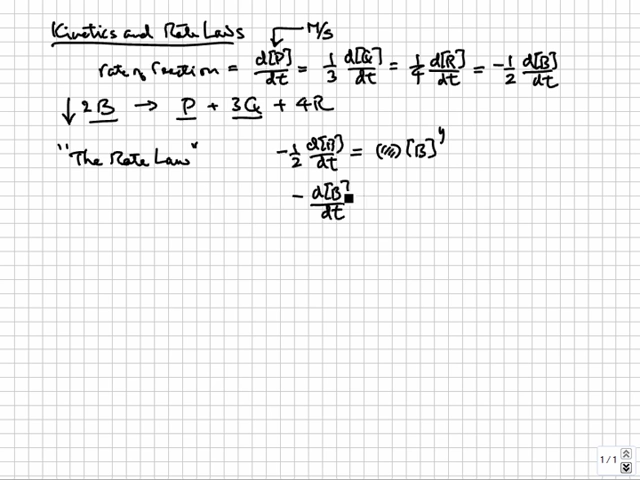 Kinetics and Rate Laws M/s
rate of reaction = d[P]/dt = 1/3 d[Q]/dt = 1/4 d[R]/dt = -1/2 d[B]/dt
↓ 2B → P + 3Q + 4R
"The Rate Law" -1/2 d[B]/dt = ( ) [B]^y
- d[B]/dt
1/1